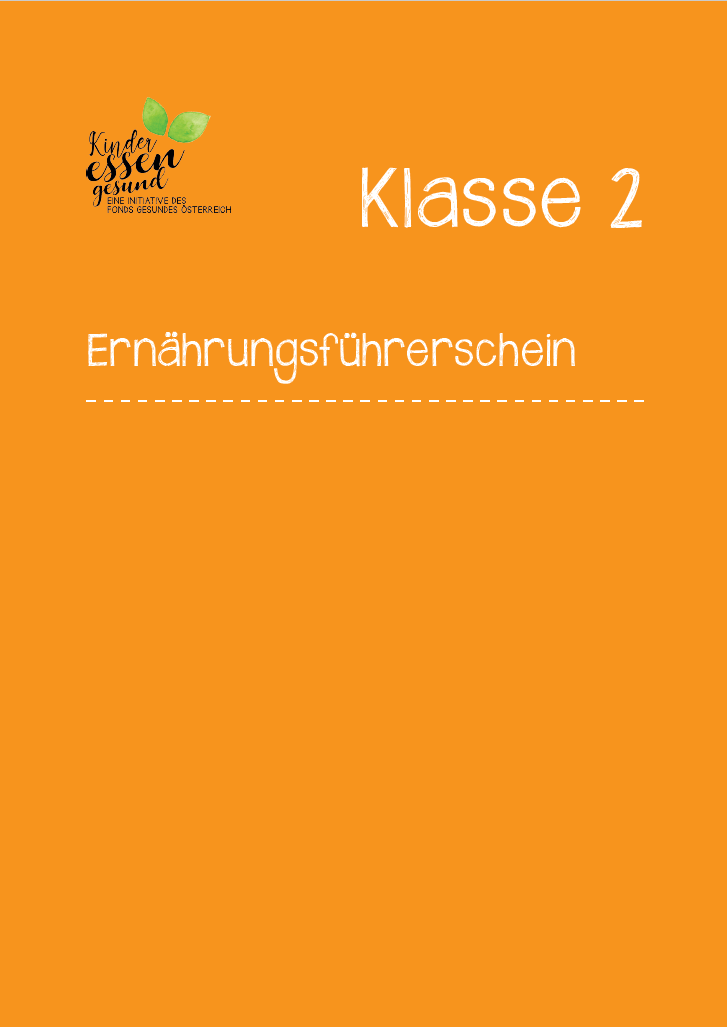 Kinder
essen
gesund
EINE INITIATIVE DES
FONDS GESUNDES ÖSTERREICH
Klasse 2
Ernährungsführerschein